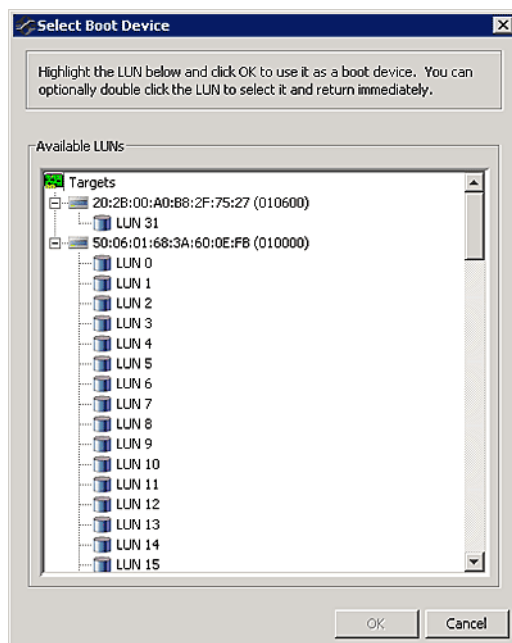 Select Boot Device
Highlight the LUN below and click OK to use it as a boot device. You can
optionally double click the LUN to select it and return immediately.
Available LUNs
Targets
20:2B:00:A0:B8:2F:75:27 (010600)
LUN 31
50:06:01:68:3A:60:0E:FB (010000)
LUN 0
LUN 1
LUN 2
LUN 3
LUN 4
LUN 5
LUN 6
LUN 7
LUN 8
LUN 9
LUN 10
LUN 11
LUN 12
LUN 13
LUN 14
LUN 15
OK
Cancel